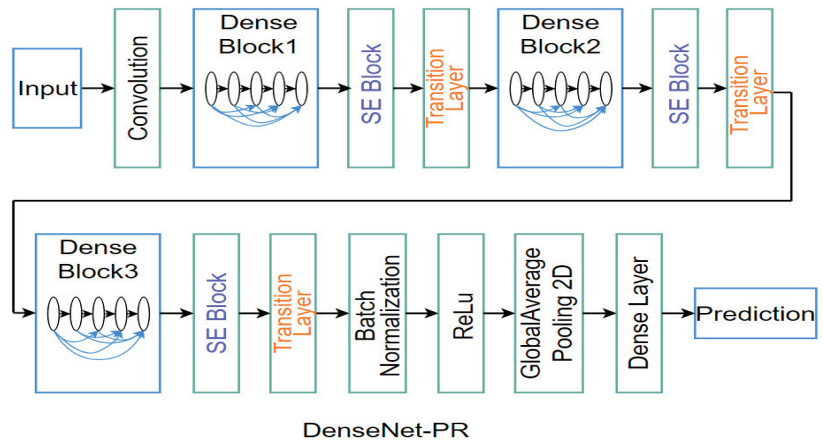 Input
Convolution
Dense
Block1
SE Block
Transition
Layer
Dense
Block2
SE Block
Transition
Layer
Dense
Block3
SE Block
Transition
Layer
Batch
Normalization
ReLu
GlobalAverage
Pooling 2D
Dense Layer
Prediction
DenseNet-PR